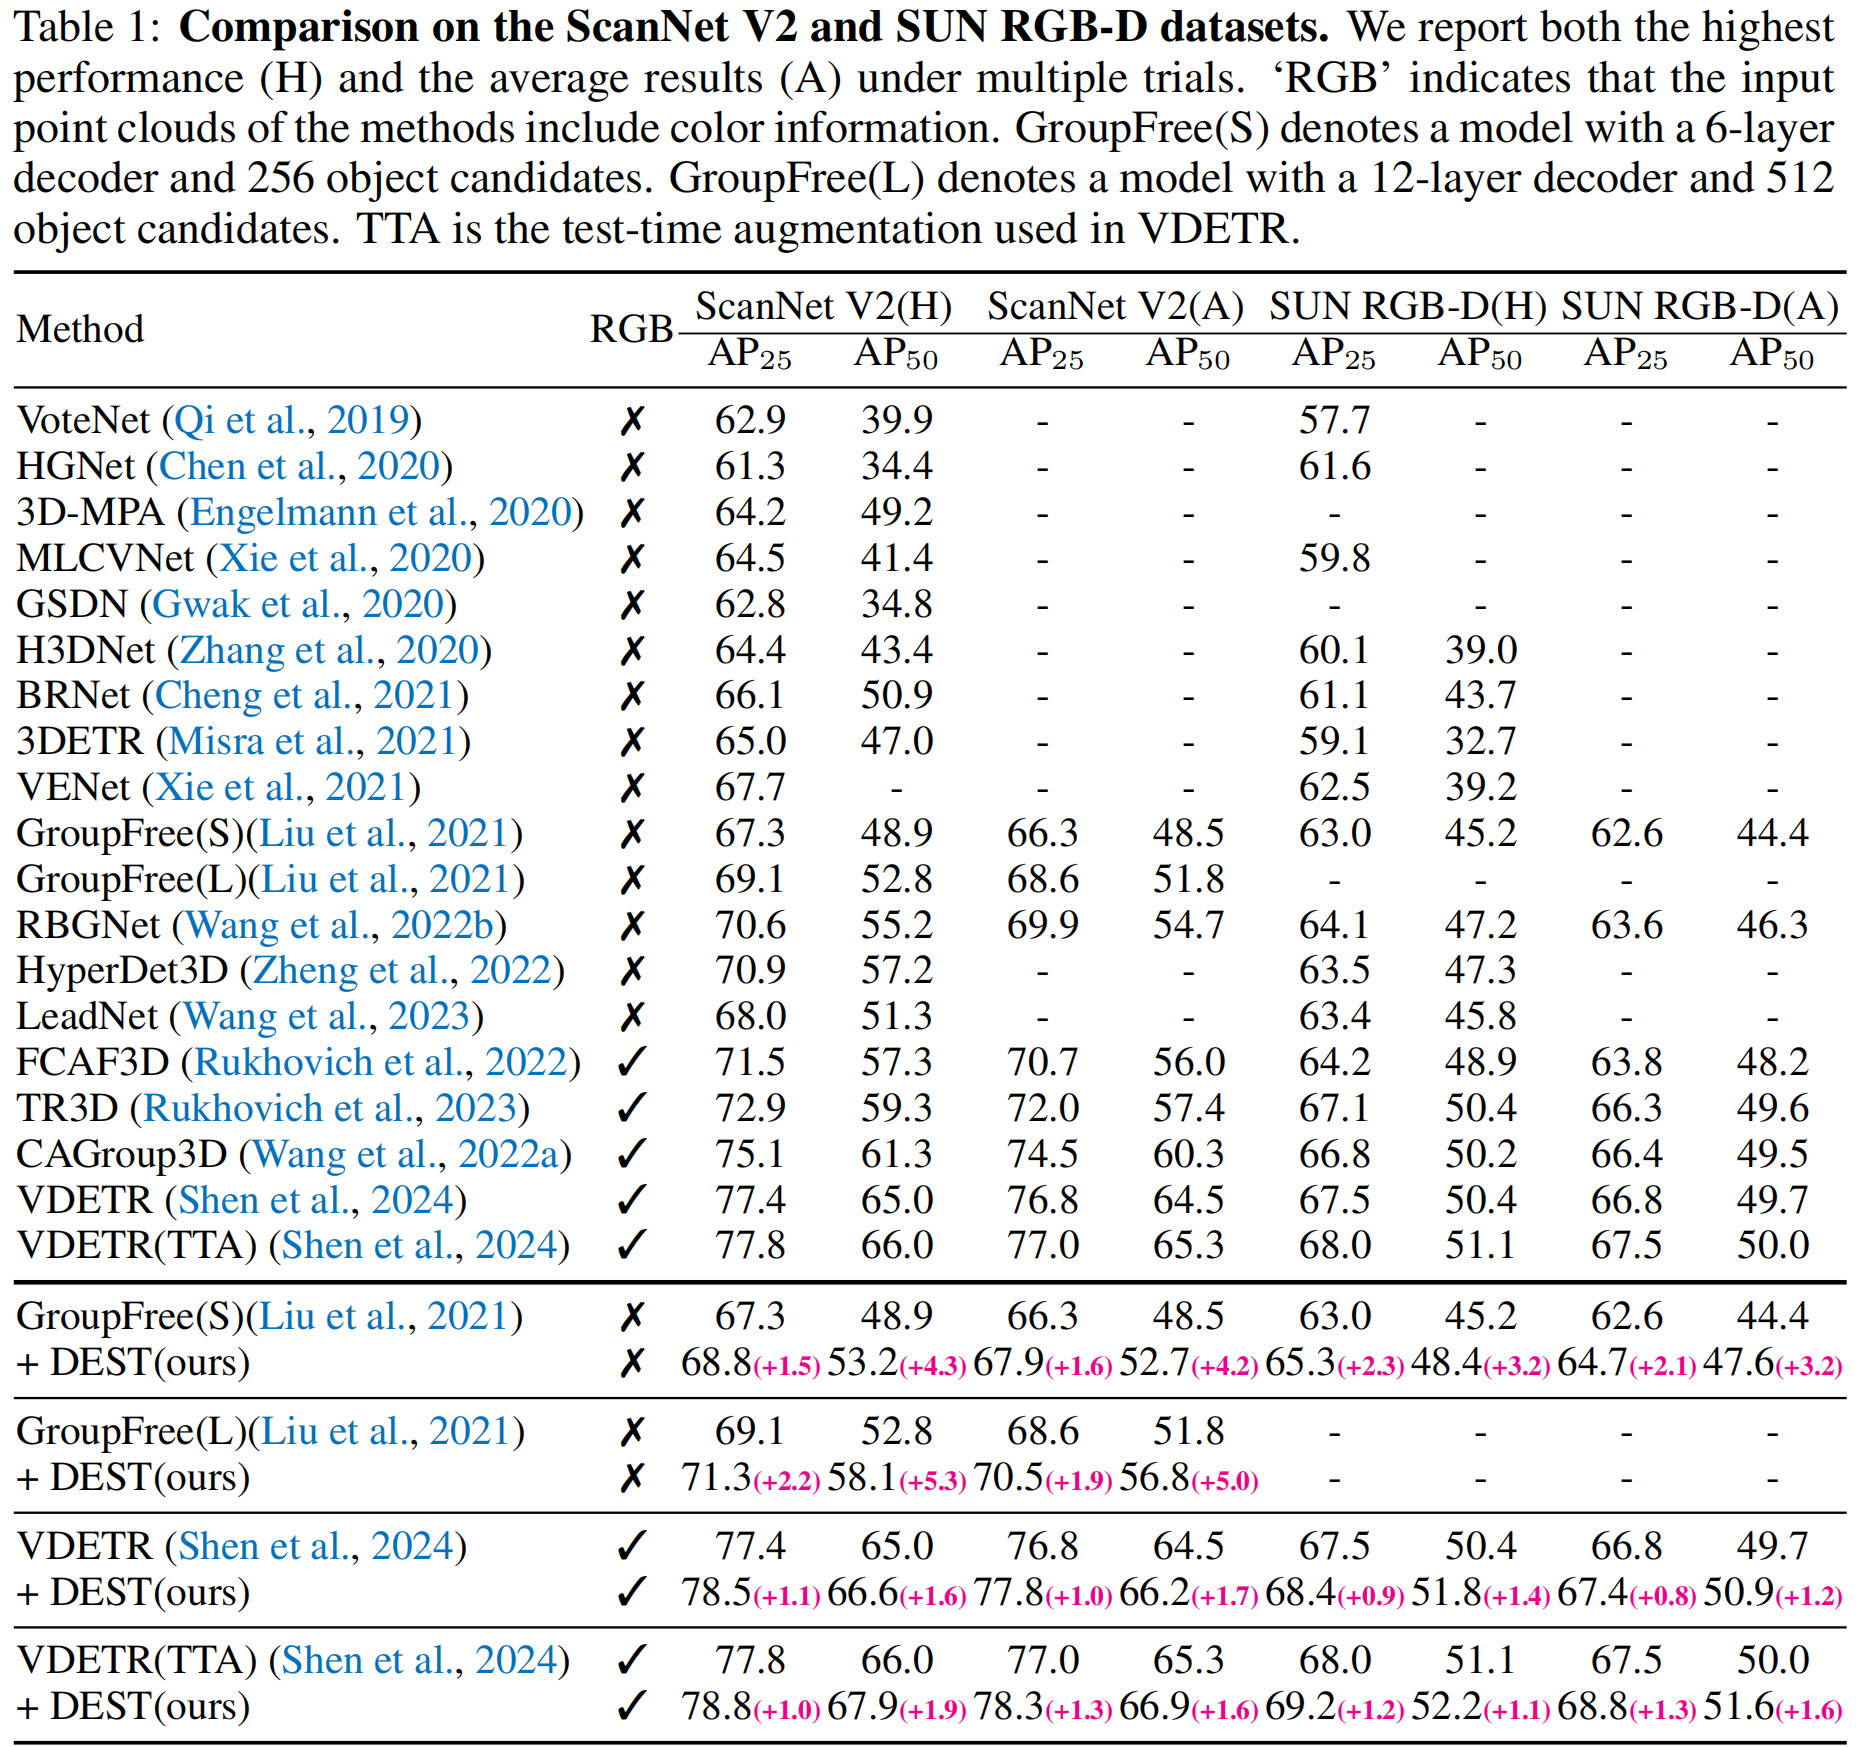 Table 1: Comparison on the ScanNet V2 and SUN RGB-D datasets. We report both the highest
performance (H) and the average results (A) under multiple trials. ‘RGB’ indicates that the input
point clouds of the methods include color information. GroupFree(S) denotes a model with a 6-layer
decoder and 256 object candidates. GroupFree(L) denotes a model with a 12-layer decoder and 512
object candidates. TTA is the test-time augmentation used in VDETR.
Method RGB ScanNet V2(H) ScanNet V2(A) SUN RGB-D(H) SUN RGB-D(A)
AP25 AP50 AP25 AP50 AP25 AP50 AP25 AP50
VoteNet (Qi et al., 2019) ✗ 62.9 39.9 - - 57.7 - - -
HGNet (Chen et al., 2020) ✗ 61.3 34.4 - - 61.6 - - -
3D-MPA (Engelmann et al., 2020) ✗ 64.2 49.2 - - - - - -
MLCVNet (Xie et al., 2020) ✗ 64.5 41.4 - - 59.8 - - -
GSDN (Gwak et al., 2020) ✗ 62.8 34.8 - - - - - -
H3DNet (Zhang et al., 2020) ✗ 64.4 43.4 - - 60.1 39.0 - -
BRNet (Cheng et al., 2021) ✗ 66.1 50.9 - - 61.1 43.7 - -
3DETR (Misra et al., 2021) ✗ 65.0 47.0 - - 59.1 32.7 - -
VENet (Xie et al., 2021) ✗ 67.7 - - - 62.5 39.2 - -
GroupFree(S)(Liu et al., 2021) ✗ 67.3 48.9 66.3 48.5 63.0 45.2 62.6 44.4
GroupFree(L)(Liu et al., 2021) ✗ 69.1 52.8 68.6 51.8 - - - -
RBGNet (Wang et al., 2022b) ✗ 70.6 55.2 69.9 54.7 64.1 47.2 63.6 46.3
HyperDet3D (Zheng et al., 2022) ✗ 70.9 57.2 - - 63.5 47.3 - -
LeadNet (Wang et al., 2023) ✗ 68.0 51.3 - - 63.4 45.8 - -
FCAF3D (Rukhovich et al., 2022) ✓ 71.5 57.3 70.7 56.0 64.2 48.9 63.8 48.2
TR3D (Rukhovich et al., 2023) ✓ 72.9 59.3 72.0 57.4 67.1 50.4 66.3 49.6
CAGroup3D (Wang et al., 2022a) ✓ 75.1 61.3 74.5 60.3 66.8 50.2 66.4 49.5
VDETR (Shen et al., 2024) ✓ 77.4 65.0 76.8 64.5 67.5 50.4 66.8 49.7
VDETR(TTA) (Shen et al., 2024) ✓ 77.8 66.0 77.0 65.3 68.0 51.1 67.5 50.0
GroupFree(S)(Liu et al., 2021) ✗ 67.3 48.9 66.3 48.5 63.0 45.2 62.6 44.4
+ DEST(ours) ✗ 68.8(+1.5) 53.2(+4.3) 67.9(+1.6) 52.7(+4.2) 65.3(+2.3) 48.4(+3.2) 64.7(+2.1) 47.6(+3.2)
GroupFree(L)(Liu et al., 2021) ✗ 69.1 52.8 68.6 51.8 - - - -
+ DEST(ours) ✗ 71.3(+2.2) 58.1(+5.3) 70.5(+1.9) 56.8(+5.0) - - - -
VDETR (Shen et al., 2024) ✓ 77.4 65.0 76.8 64.5 67.5 50.4 66.8 49.7
+ DEST(ours) ✓ 78.5(+1.1) 66.6(+1.6) 77.8(+1.0) 66.2(+1.7) 68.4(+0.9) 51.8(+1.4) 67.4(+0.8) 50.9(+1.2)
VDETR(TTA) (Shen et al., 2024) ✓ 77.8 66.0 77.0 65.3 68.0 51.1 67.5 50.0
+ DEST(ours) ✓ 78.8(+1.0) 67.9(+1.9) 78.3(+1.3) 66.9(+1.6) 69.2(+1.2) 52.2(+1.1) 68.8(+1.3) 51.6(+1.6)